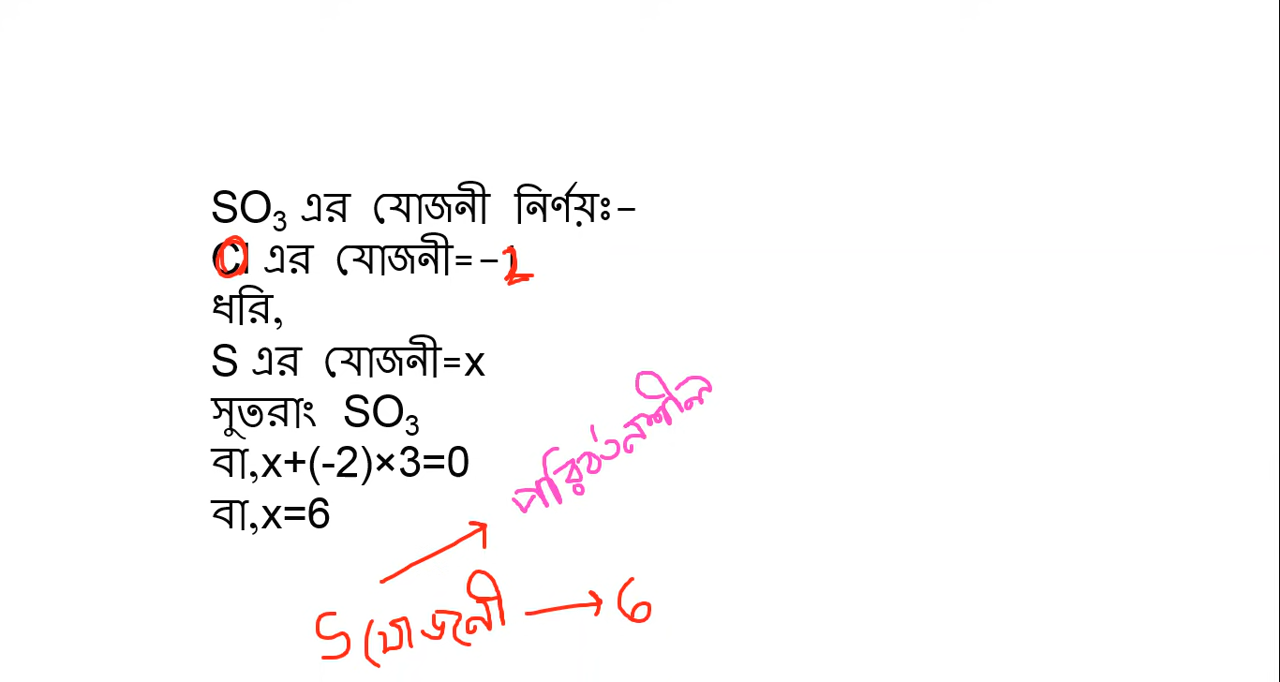 SO₃ এর যোজনী নির্ণয়ঃ-
O এর যোজনী=-2
ধরি,
S এর যোজনী=x
সুতরাং SO₃
বা,x+(-2)×3=0
বা,x=6
পরিবর্তনশীল
S যোজনী → 6